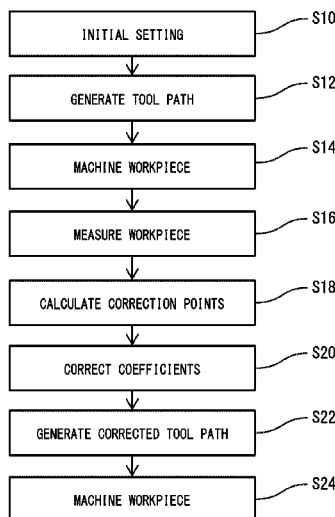 INITIAL SETTING S10
GENERATE TOOL PATH S12
MACHINE WORKPIECE S14
MEASURE WORKPIECE S16
CALCULATE CORRECTION POINTS S18
CORRECT COEFFICIENTS S20
GENERATE CORRECTED TOOL PATH S22
MACHINE WORKPIECE S24